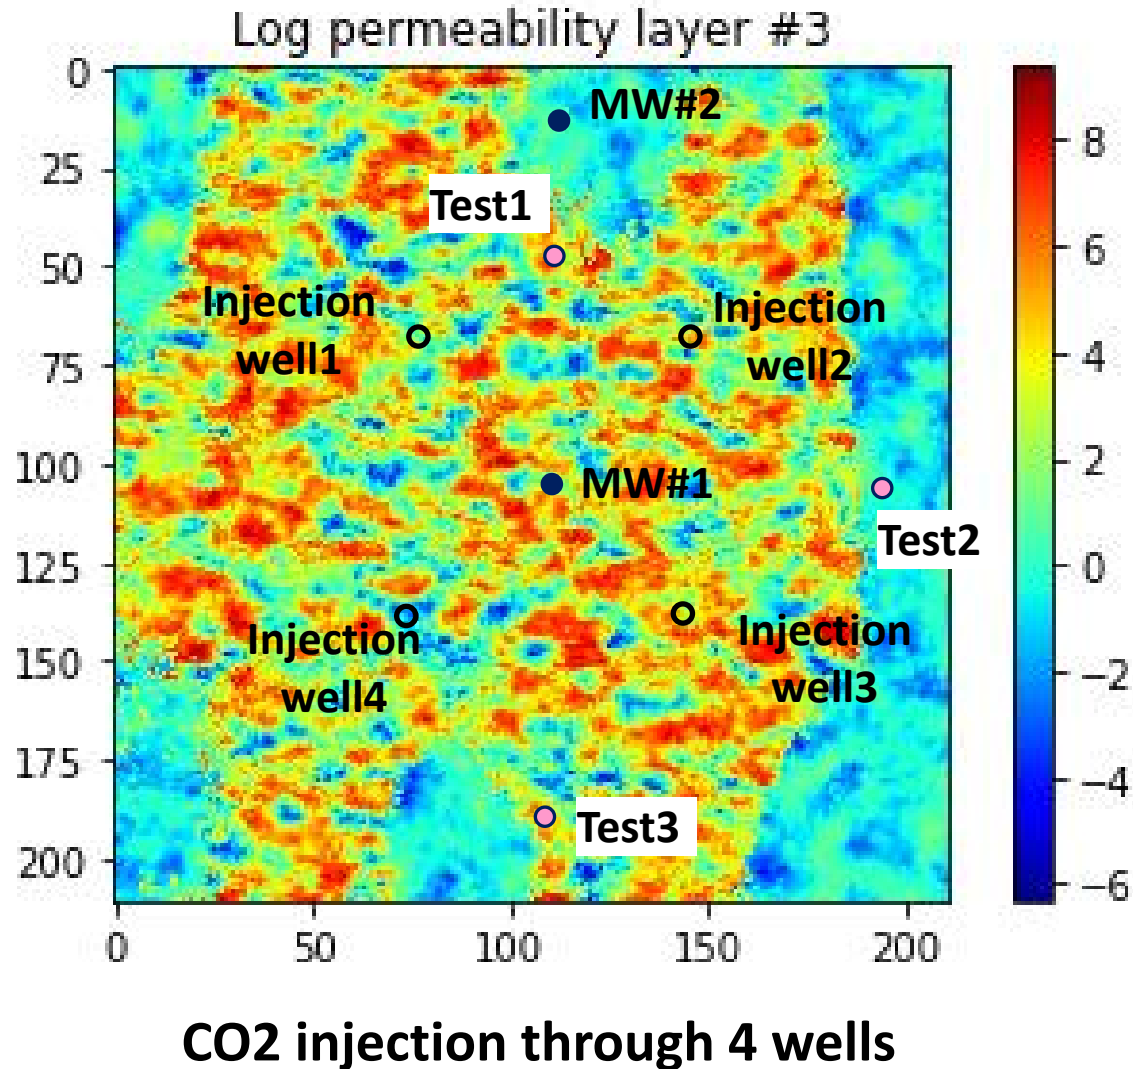 Log permeability layer #3
0
25
50
75
100
125
150
175
200
0
50
100
150
200
MW#2
Test1
Injection
well1
Injection
well2
MW#1
Test2
Injection
well4
Injection
well3
Test3
8
6
4
2
0
−2
−4
−6
CO2 injection through 4 wells